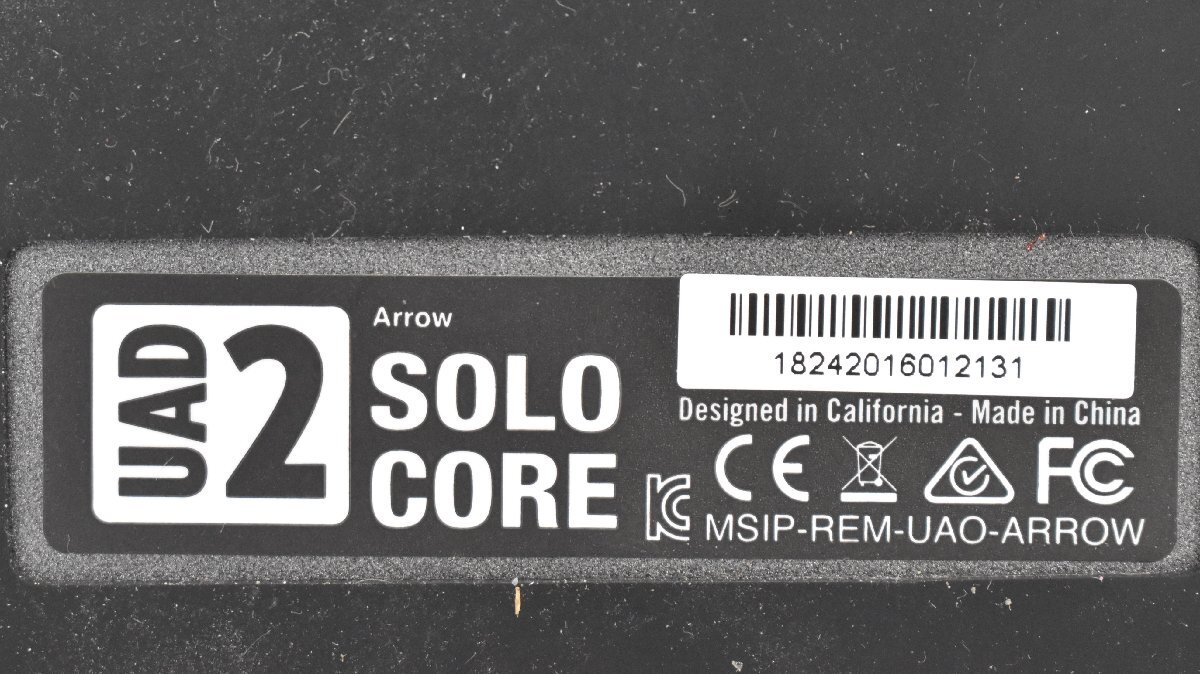 UAD 2
Arrow
SOLO
CORE
18242016012131
Designed in California - Made in China
CE FC
MSIP-REM-UAO-ARROW